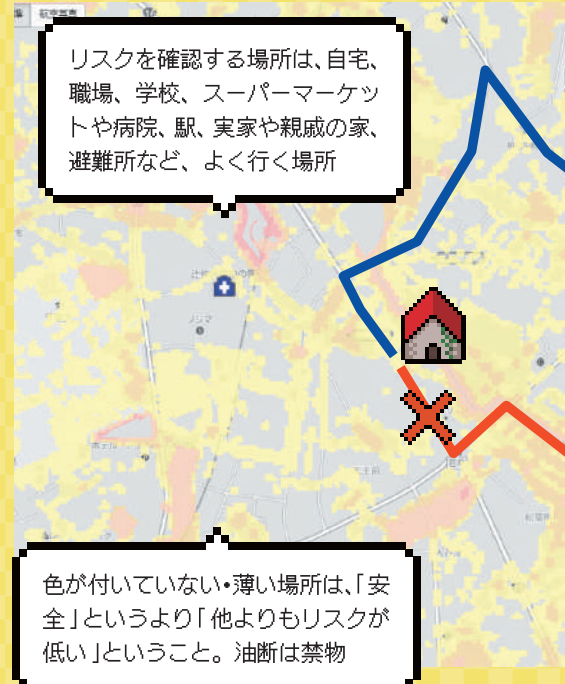 リスクを確認する場所は、自宅、
職場、学校、スーパーマーケッ
トや病院、駅、実家や親戚の家、
避難所など、よく行く場所
ノジマ
色が付いていない・薄い場所は、「安
全」というより「他よりもリスクが
低い」ということ。油断は禁物